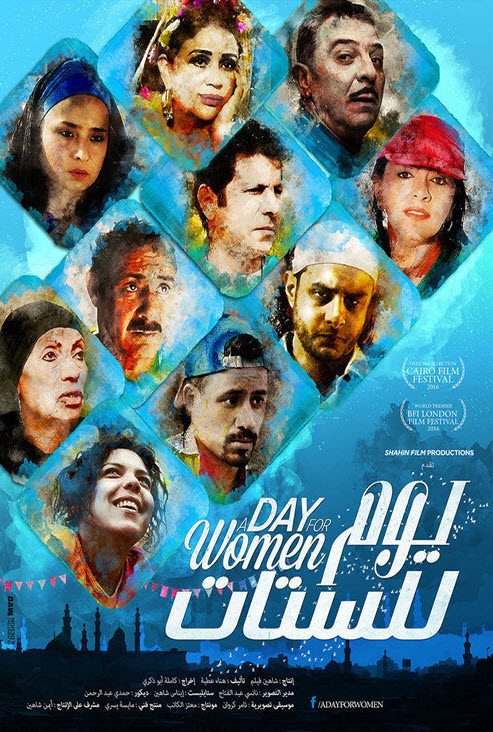 OFFICIAL SELECTION
CAIRO FILM
FESTIVAL
2016
WORLD PREMIER
BFI LONDON
FILM FESTIVAL
2016
SHAHIN FILM PRODUCTIONS
تقدم
A DAY FOR
Women
يوم
للستات
إنتاج: شاهين فيلم تأليف: هناء عطية إخراج: كاملة أبو ذكري
مدير التصوير: نانسي عبد الفتاح ستايليست: إيناس شاهين ديكور: حمدي عبد الرحمن
موسيقى تصويرية: تامر كروان مونتاج: معتز الكاتب منتج فني: مايسة يسري مشرف على الإنتاج: أيمن شاهين
f /ADAYFORWOMEN